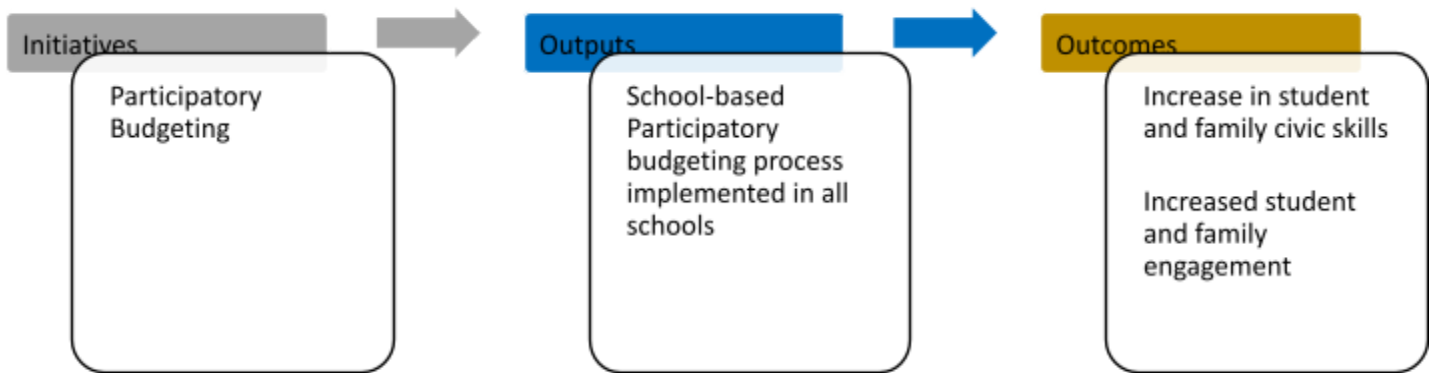 Initiatives
Participatory
Budgeting
Outputs
School-based
Participatory
budgeting process
implemented in all
schools
Outcomes
Increase in student
and family civic skills
Increased student
and family
engagement